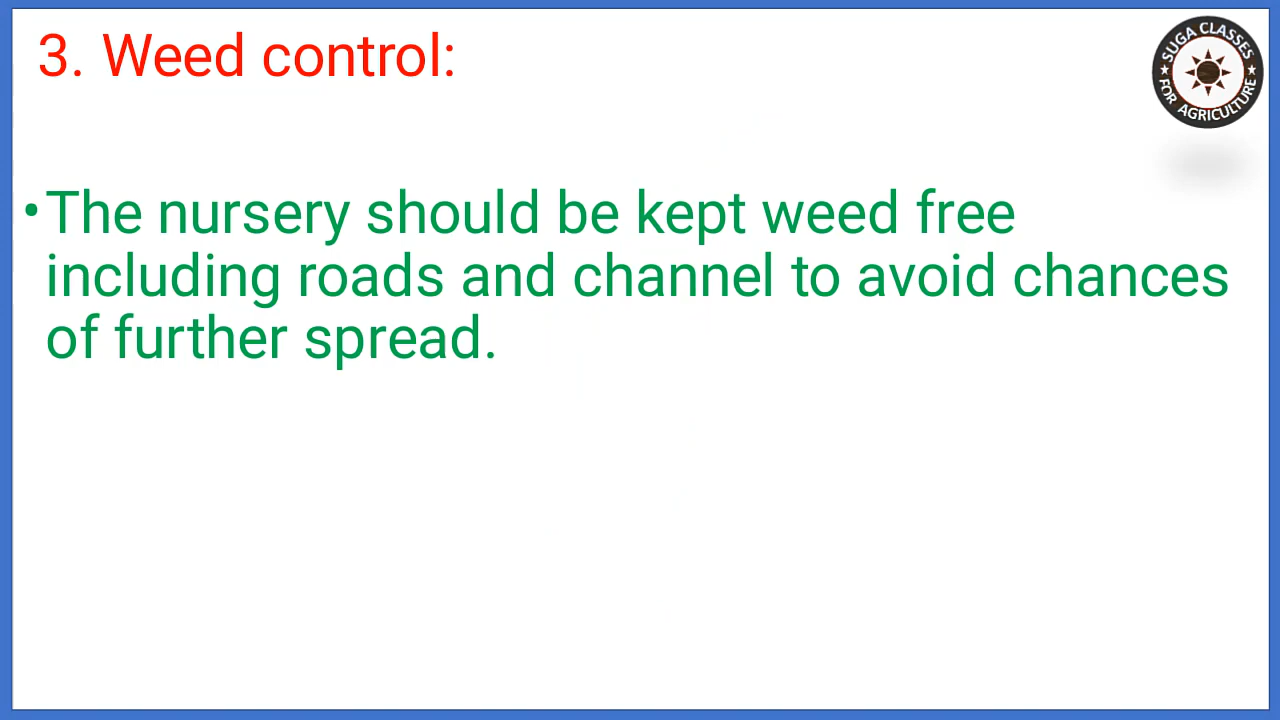 3. Weed control:
SUGA CLASSES
FOR AGRICULTURE
•The nursery should be kept weed free
including roads and channel to avoid chances
of further spread.